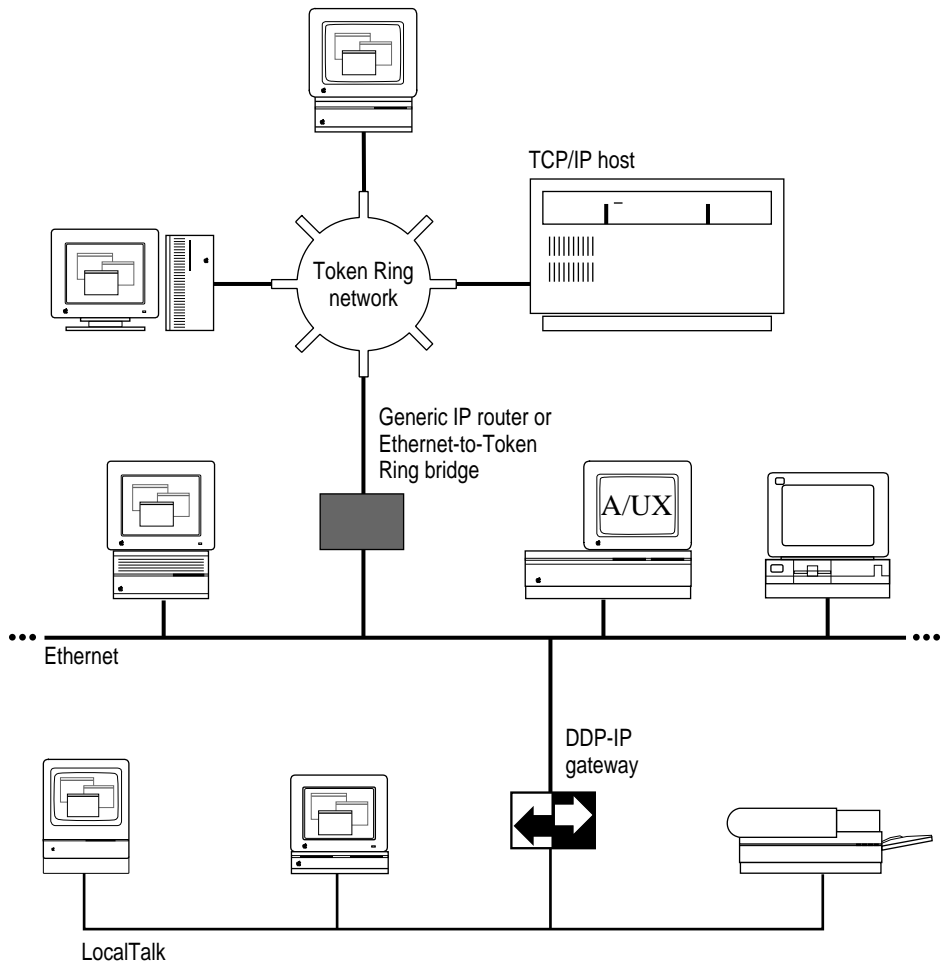 TCP/IP host
Token Ring
network
Generic IP router or
Ethernet-to-Token
Ring bridge
A/UX
Ethernet
DDP-IP
gateway
LocalTalk